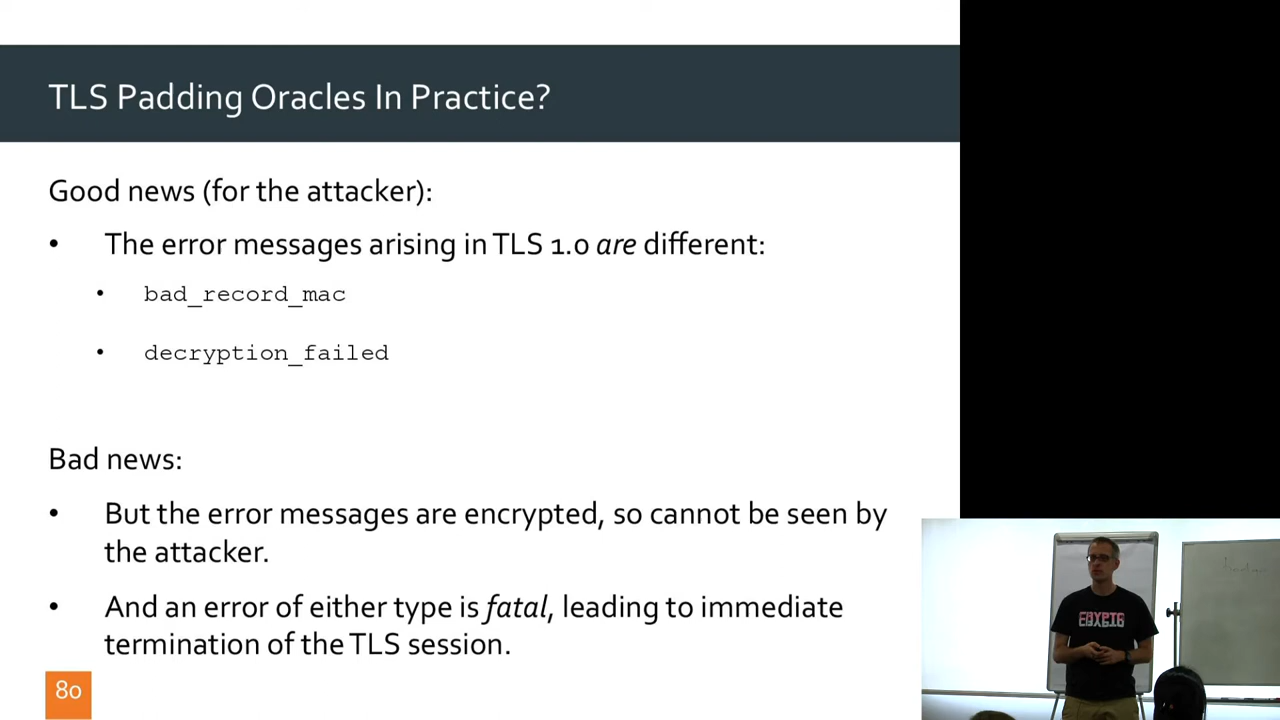 TLS Padding Oracles In Practice?
Good news (for the attacker):
• The error messages arising in TLS 1.0 are different:
• bad_record_mac
• decryption_failed
Bad news:
• But the error messages are encrypted, so cannot be seen by
the attacker.
• And an error of either type is fatal, leading to immediate
termination of the TLS session.
80